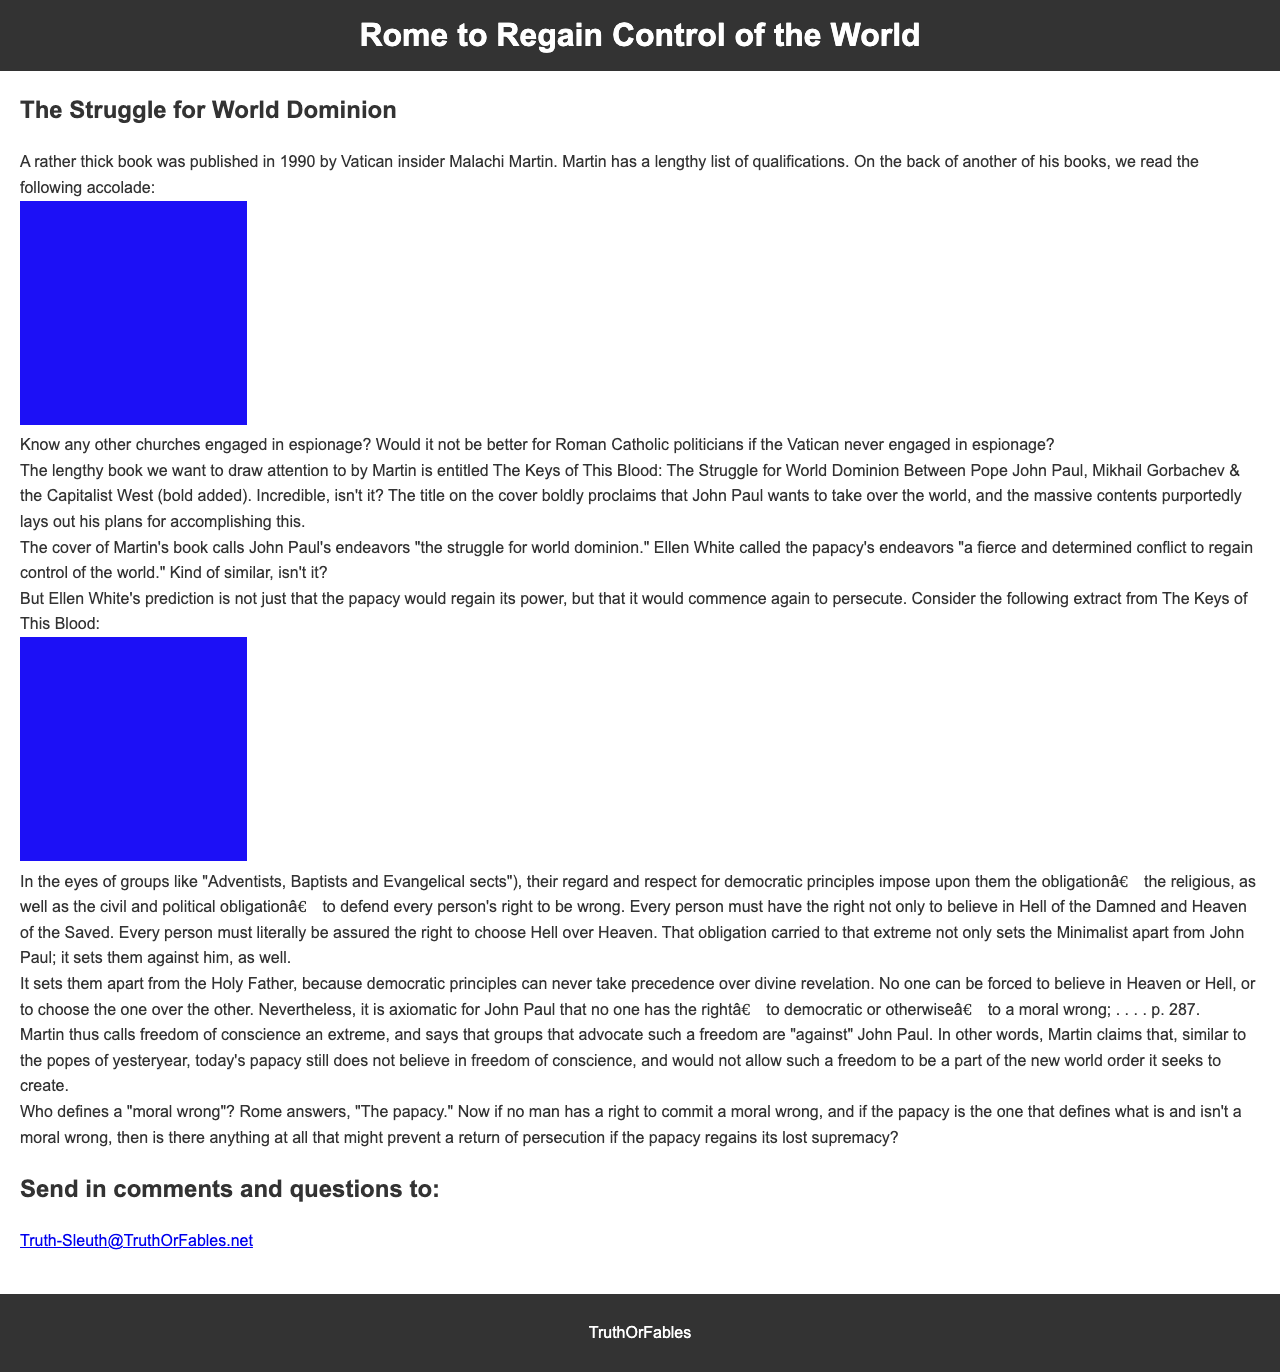 Rome to Regain Control of the World
The Struggle for World Dominion
A rather thick book was published in 1990 by Vatican insider Malachi Martin. Martin has a lengthy list of qualifications. On the back of another of his books, we read the
following accolade:
Know any other churches engaged in espionage? Would it not be better for Roman Catholic politicians if the Vatican never engaged in espionage?
The lengthy book we want to draw attention to by Martin is entitled The Keys of This Blood: The Struggle for World Dominion Between Pope John Paul, Mikhail Gorbachev &
the Capitalist West (bold added). Incredible, isn't it? The title on the cover boldly proclaims that John Paul wants to take over the world, and the massive contents purportedly
lays out his plans for accomplishing this.
The cover of Martin's book calls John Paul's endeavors "the struggle for world dominion." Ellen White called the papacy's endeavors "a fierce and determined conflict to regain
control of the world." Kind of similar, isn't it?
But Ellen White's prediction is not just that the papacy would regain its power, but that it would commence again to persecute. Consider the following extract from The Keys of
This Blood:
In the eyes of groups like "Adventists, Baptists and Evangelical sects"), their regard and respect for democratic principles impose upon them the obligationâ€ the religious, as
well as the civil and political obligationâ€ to defend every person's right to be wrong. Every person must have the right not only to believe in Hell of the Damned and Heaven
of the Saved. Every person must literally be assured the right to choose Hell over Heaven. That obligation carried to that extreme not only sets the Minimalist apart from John
Paul; it sets them against him, as well.
It sets them apart from the Holy Father, because democratic principles can never take precedence over divine revelation. No one can be forced to believe in Heaven or Hell, or
to choose the one over the other. Nevertheless, it is axiomatic for John Paul that no one has the rightâ€ to democratic or otherwiseâ€ to a moral wrong; . . . . p. 287.
Martin thus calls freedom of conscience an extreme, and says that groups that advocate such a freedom are "against" John Paul. In other words, Martin claims that, similar to
the popes of yesteryear, today's papacy still does not believe in freedom of conscience, and would not allow such a freedom to be a part of the new world order it seeks to
create.
Who defines a "moral wrong"? Rome answers, "The papacy." Now if no man has a right to commit a moral wrong, and if the papacy is the one that defines what is and isn't a
moral wrong, then is there anything at all that might prevent a return of persecution if the papacy regains its lost supremacy?
Send in comments and questions to:
Truth-Sleuth@TruthOrFables.net
TruthOrFables